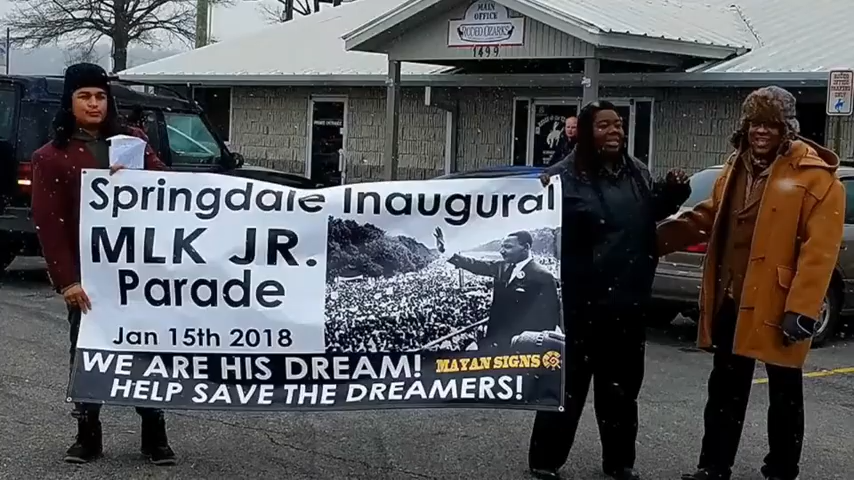 MAIN
OFFICE
RODEO OZARKS
1499
Springdale Inaugural
MLK JR.
Parade
Jan 15th 2018
WE ARE HIS DREAM!
MAYAN SIGNS
HELP SAVE THE DREAMERS!